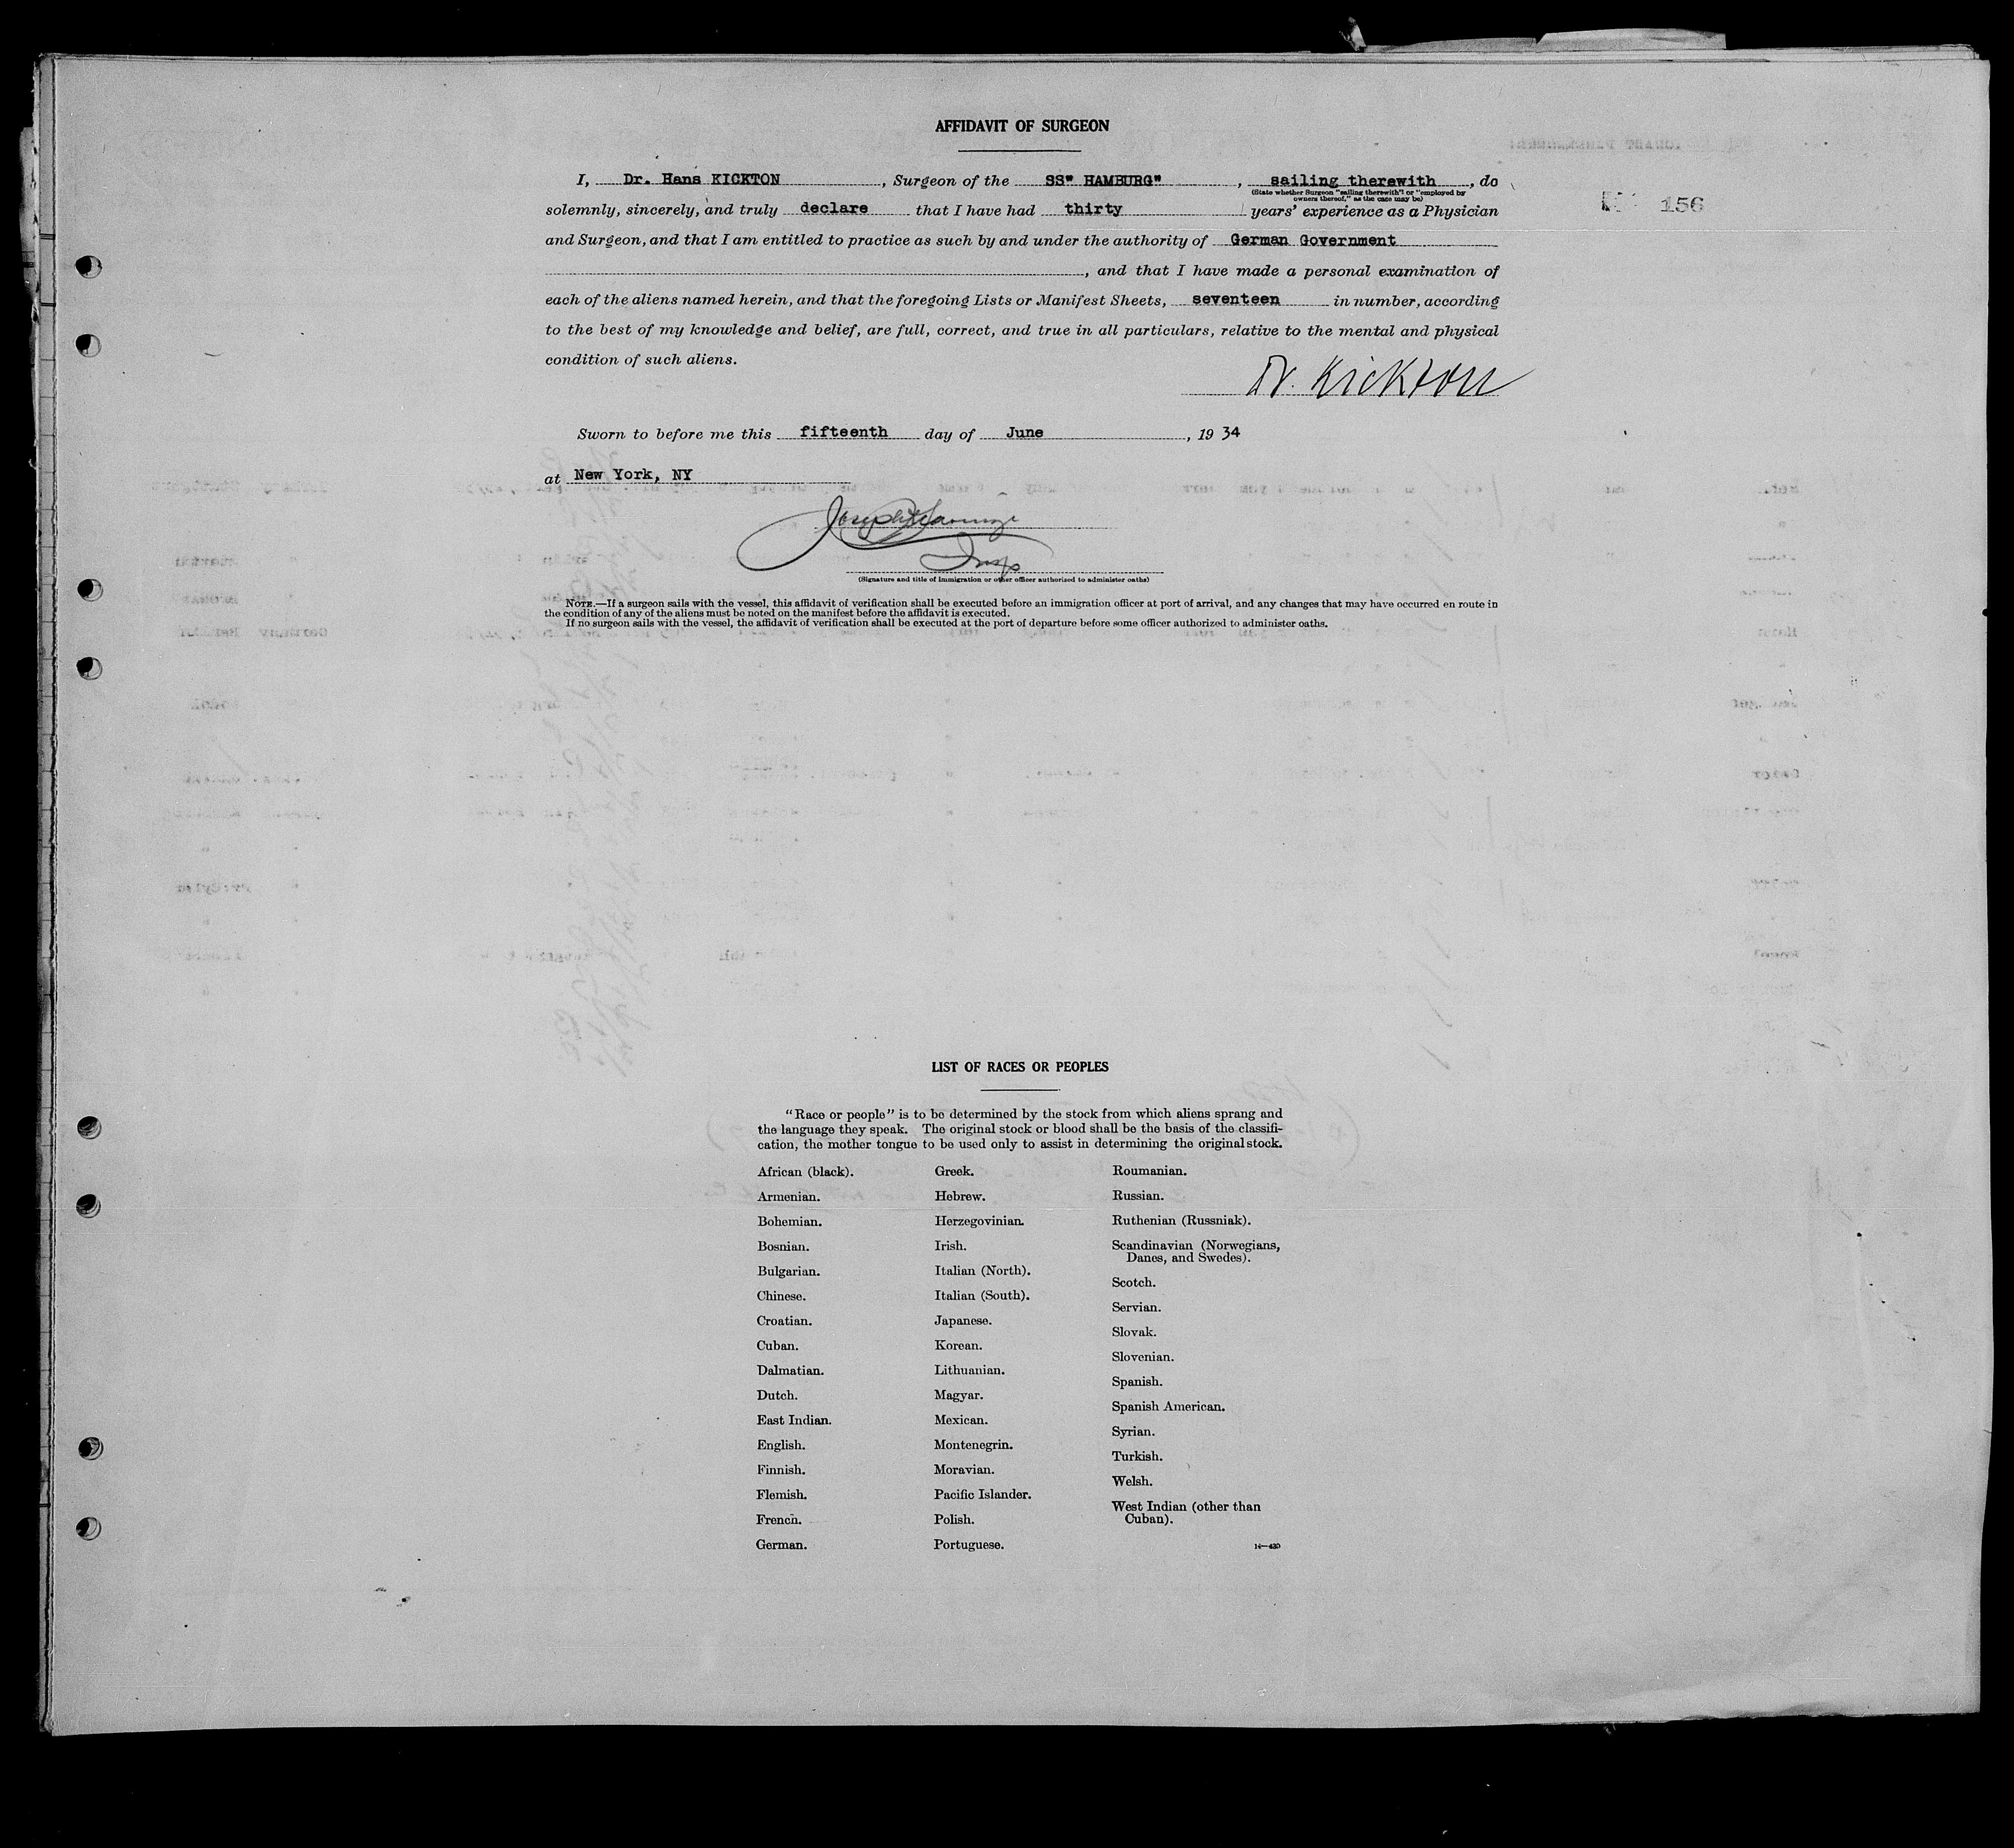 AFFIDAVIT OF SURGEON
I, Dr. Hans KICKTON, Surgeon of the SS" HAMBURG", sailing therewith, do
(State whether Surgeon "sailing therewith" or "employed by
owners thereof," as the case may be)
156
solemnly, sincerely, and truly declare that I have had thirty years' experience as a Physician
and Surgeon, and that I am entitled to practice as such by and under the authority of German Government
, and that I have made a personal examination of
each of the aliens named herein, and that the foregoing Lists or Manifest Sheets, seventeen in number, according
to the best of my knowledge and belief, are full, correct, and true in all particulars, relative to the mental and physical
condition of such aliens.
Dr. Kickton
Sworn to before me this fifteenth day of June, 19 34
at New York, NY
Joseph
Insp
(Signature and title of immigration or other officer authorized to administer oaths)
NOTE.—If a surgeon sails with the vessel, this affidavit of verification shall be executed before an immigration officer at port of arrival, and any changes that may have occurred en route in
the condition of any of the aliens must be noted on the manifest before the affidavit is executed.
If no surgeon sails with the vessel, the affidavit of verification shall be executed at the port of departure before some officer authorized to administer oaths.
LIST OF RACES OR PEOPLES
"Race or people" is to be determined by the stock from which aliens sprang and
the language they speak. The original stock or blood shall be the basis of the classifi-
cation, the mother tongue to be used only to assist in determining the original stock.
African (black).
Armenian.
Bohemian.
Bosnian.
Bulgarian.
Chinese.
Croatian.
Cuban.
Dalmatian.
Dutch.
East Indian.
English.
Finnish.
Flemish.
French.
German.
Greek.
Hebrew.
Herzegovinian.
Irish.
Italian (North).
Italian (South).
Japanese.
Korean.
Lithuanian.
Magyar.
Mexican.
Montenegrin.
Moravian.
Pacific Islander.
Polish.
Portuguese.
Roumanian.
Russian.
Ruthenian (Russniak).
Scandinavian (Norwegians,
Danes, and Swedes).
Scotch.
Servian.
Slovak.
Slovenian.
Spanish.
Spanish American.
Syrian.
Turkish.
Welsh.
West Indian (other than
Cuban).
14—430